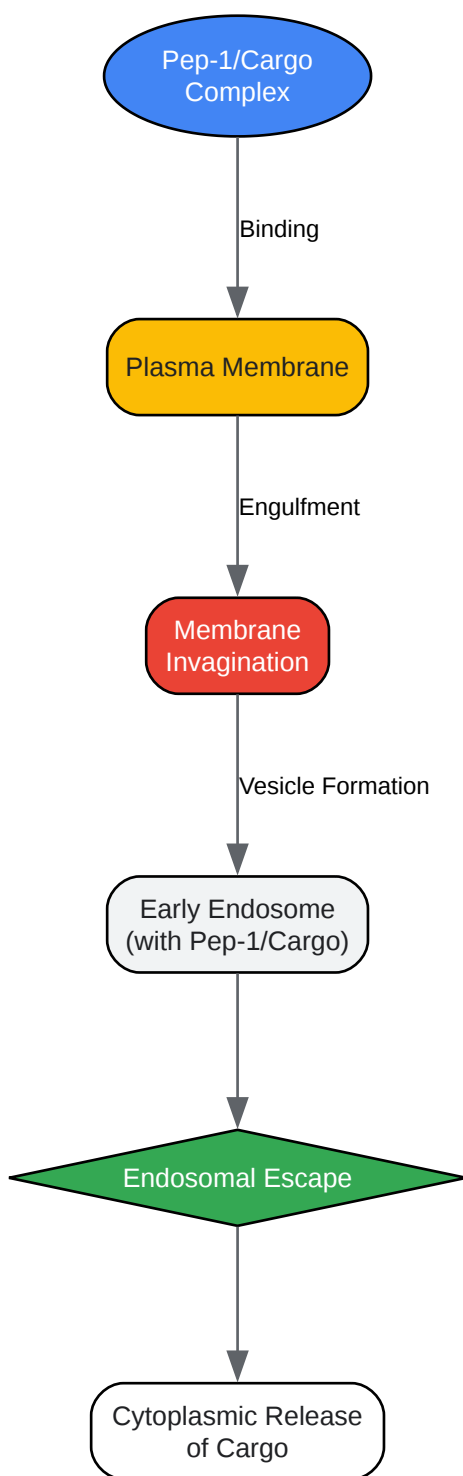 Pep-1/Cargo
Complex
Binding
Plasma Membrane
Engulfment
Membrane
Invagination
Vesicle Formation
Early Endosome
(with Pep-1/Cargo)
Endosomal Escape
Cytoplasmic Release
of Cargo